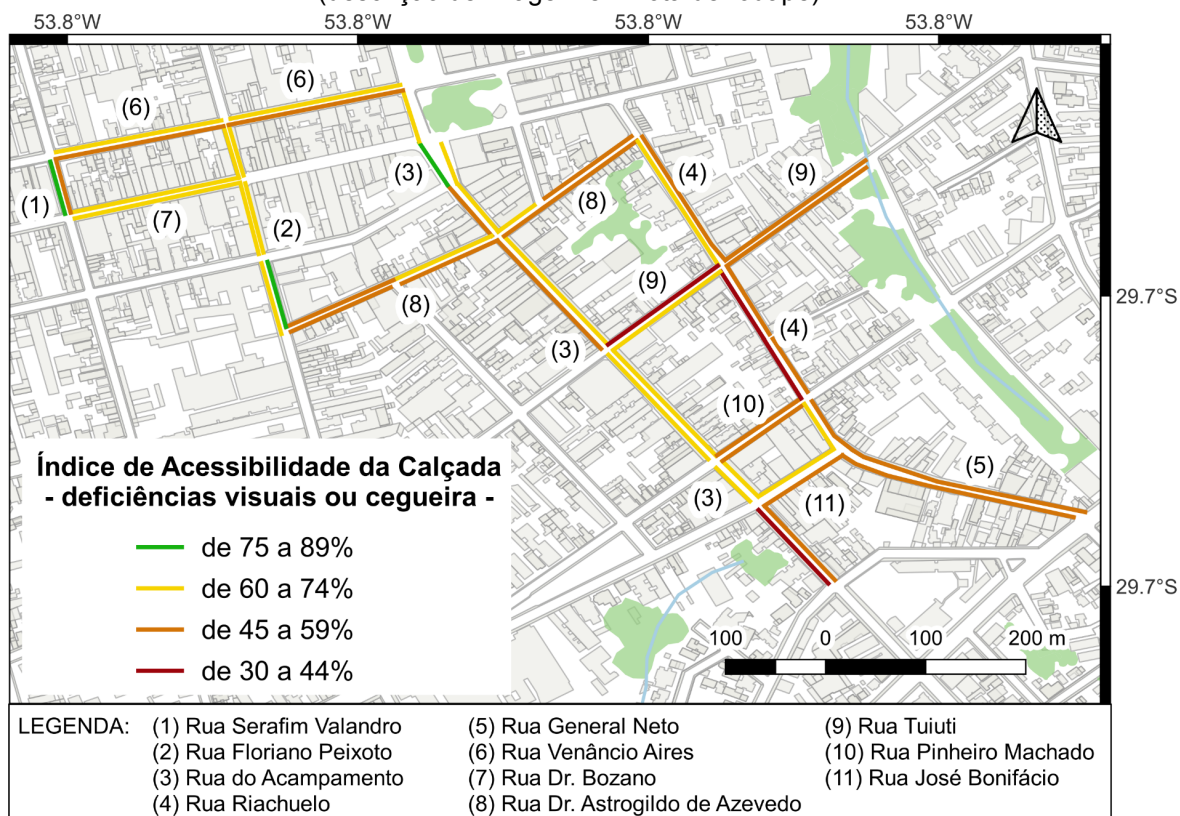 53.8°W 53.8°W 53.8°W 53.8°W
(6)
(6)
(3)
(4)
(9)
(1)
(8)
(7)
(2)
(9)
29.7°S
(8)
(4)
(3)
(10)
Índice de Acessibilidade da Calçada
- deficiências visuais ou cegueira -
(5)
(3)
(11)
de 75 a 89%
de 60 a 74%
29.7°S
de 45 a 59%
100 0 100 200 m
de 30 a 44%
LEGENDA: (1) Rua Serafim Valandro (5) Rua General Neto (9) Rua Tuiuti
(2) Rua Floriano Peixoto (6) Rua Venâncio Aires (10) Rua Pinheiro Machado
(3) Rua do Acampamento (7) Rua Dr. Bozano (11) Rua José Bonifácio
(4) Rua Riachuelo (8) Rua Dr. Astrogildo de Azevedo